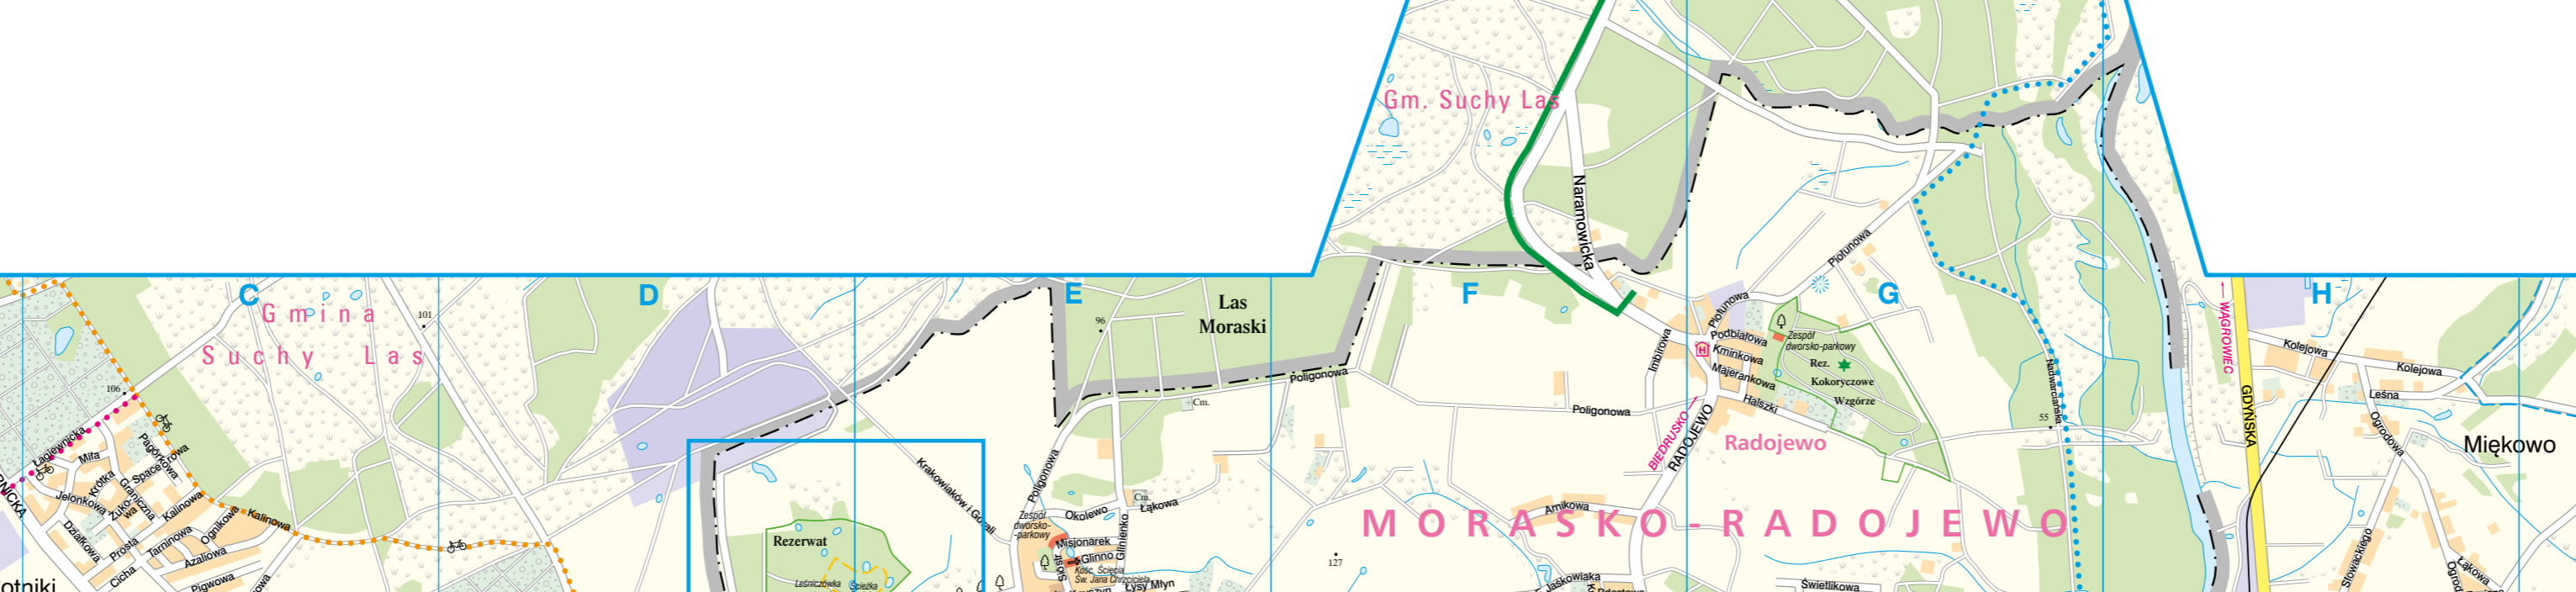 Gm. Suchy Las
Naramowicka
Piołunowa
C
D
E
F
G
H
Gmina
Suchy Las
101
106
96
Las
Moraski
Poligonowa
Cm.
Imbirowa
Piołunowa
Podbiałowa
Kminkowa
Majerankowa
Halszki
Zespół
dworsko-parkowy
Rez.
Kokoryczowe
Wzgórze
Nadwarciańska
55
WĄGROWIEC
GDYŃSKA
Kolejowa
Kolejowa
Leśna
Ogrodowa
Miękowo
Poligonowa
BIEDRUSKO
RADOJEWO
Radojewo
MORASKO-RADOJEWO
Łagiewnicka
Miła
Pagórkowa
Krótka
Spacerowa
Jelonkowa
Graniczna
Żukowa
Kalinowa
Kalinowa
Ognikowa
Działkowa
Prosta
Tarninowa
Azaliowa
Cicha
Pigwowa
Rezerwat
Leśniczówka
Ścieżka
Krakowiaków i Górali
Poligonowa
Cm.
Okolewo
Łąkowa
Zespół
dworsko-
-parkowy
Misjonarek
Glinno
Glinienko
Kość. Ścięcia
Św. Jana Chrzciciela
Łysy Młyn
127
Arnikowa
Jaśkowiaka
Świetlikowa
Słowackiego
Łąkowa